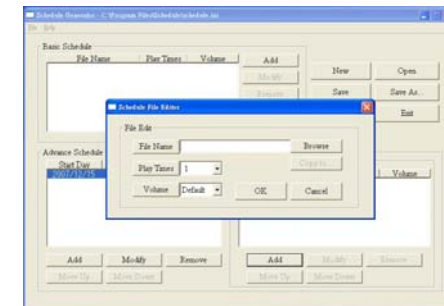 Schedule Generator - C:\Program Files\Schedule\schedule.ini
File Help
Basic Schedule
File Name Play Times Volume
Add
Modify
Remove
New Open
Save Save As...
Exit
Schedule File Editor
File Edit
File Name Browse
Play Times 1 Copy to...
Volume Default OK Cancel
Advance Schedule
Start Day
2007/12/15
Volume
Add Modify Remove
Move Up Move Down
Add Modify Remove
Move Up Move Down